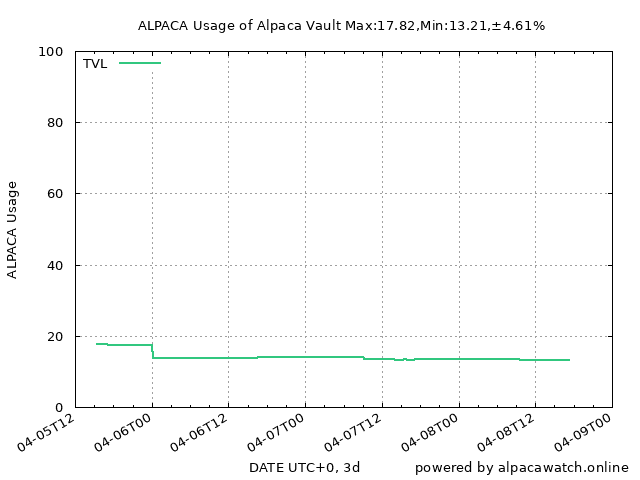 ALPACA Usage of Alpaca Vault Max:17.82,Min:13.21,±4.61%
TVL
100
80
60
40
20
0
ALPACA Usage
04-05T12 04-06T00 04-06T12 04-07T00 04-07T12 04-08T00 04-08T12 04-09T00
DATE UTC+0, 3d powered by alpacawatch.online